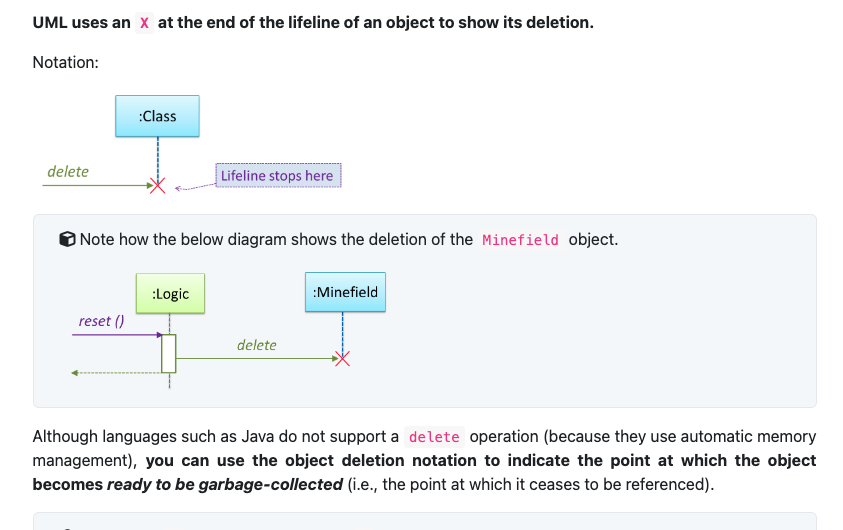 UML uses an X at the end of the lifeline of an object to show its deletion.
Notation:
:Class
delete
Lifeline stops here
Note how the below diagram shows the deletion of the Minefield object.
:Logic
:Minefield
reset ()
delete
Although languages such as Java do not support a delete operation (because they use automatic memory
management), you can use the object deletion notation to indicate the point at which the object
becomes ready to be garbage-collected (i.e., the point at which it ceases to be referenced).